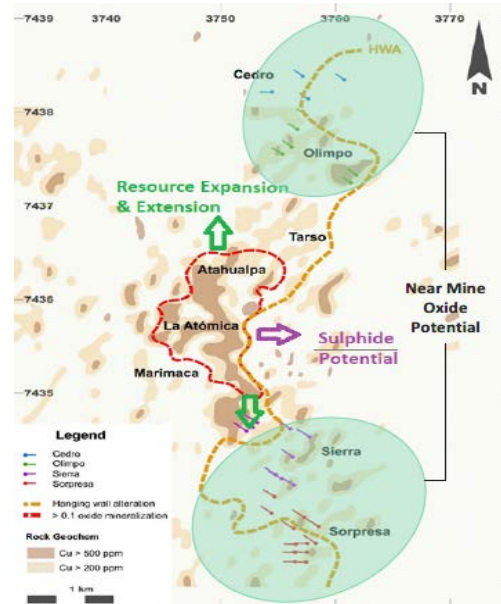 7439
3740
3750
3760
3770
HWA
Cedro
N
7438
Olimpo
Resource Expansion
& Extension
7437
Tarso
Atahualpa
Near Mine
Oxide
Potential
7436
La Atómica
Sulphide
Potential
Marimaca
7435
Legend
Cedro
Olimpo
Sierra
Sorpresa
Hanging wall alteration
> 0.1 oxide mineralization
Rock Geochem
Cu > 500 ppm
Cu > 200 ppm
1 km
Sierra
Sorpresa